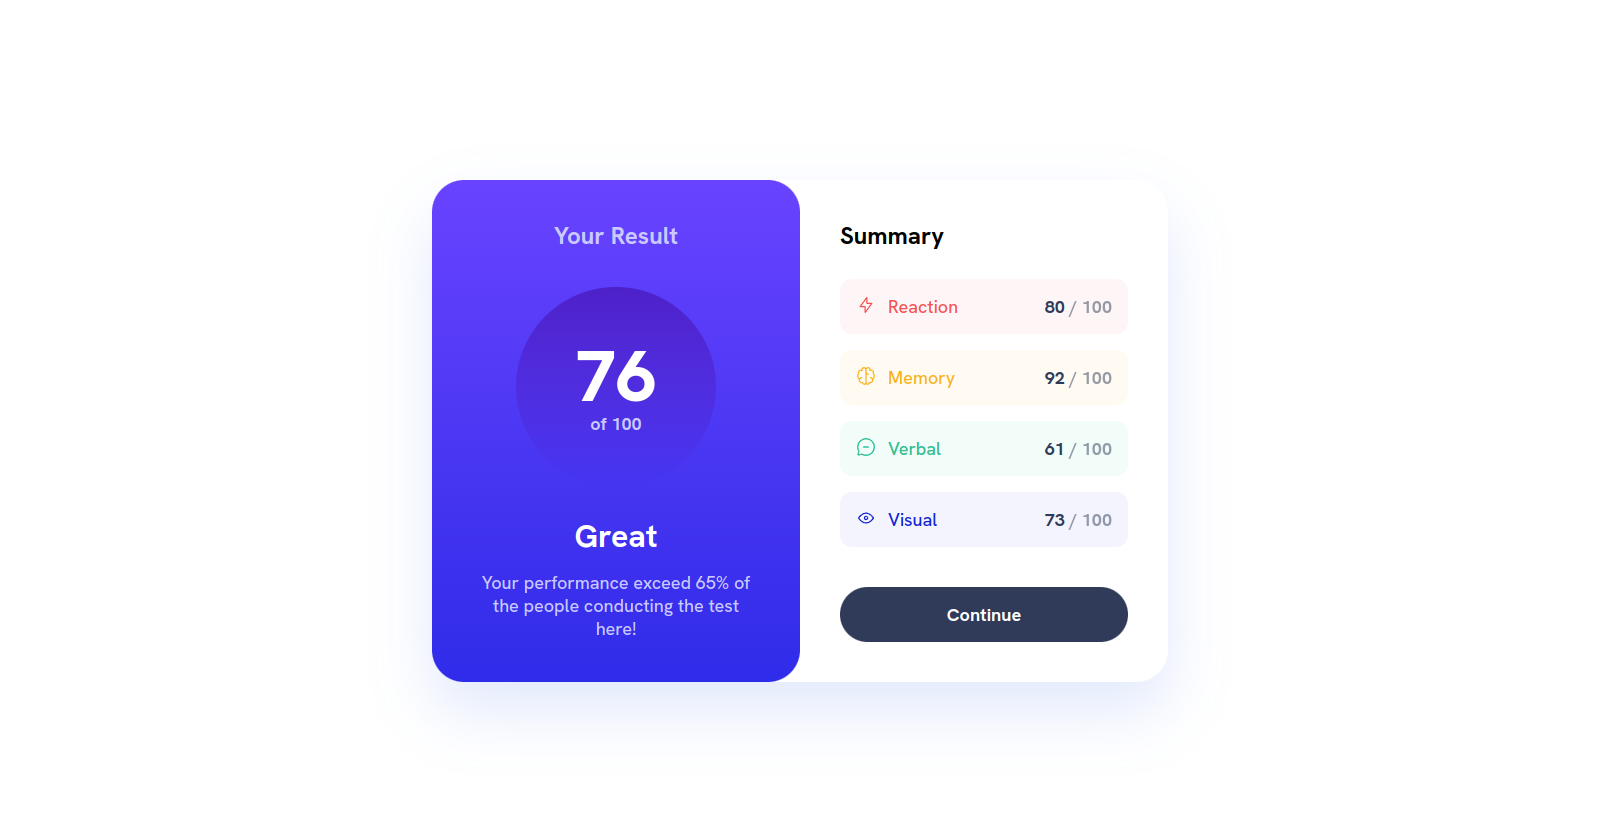 Your Result
76
of 100
Great
Your performance exceed 65% of
the people conducting the test
here!
Summary
Reaction 80 / 100
Memory 92 / 100
Verbal 61 / 100
Visual 73 / 100
Continue